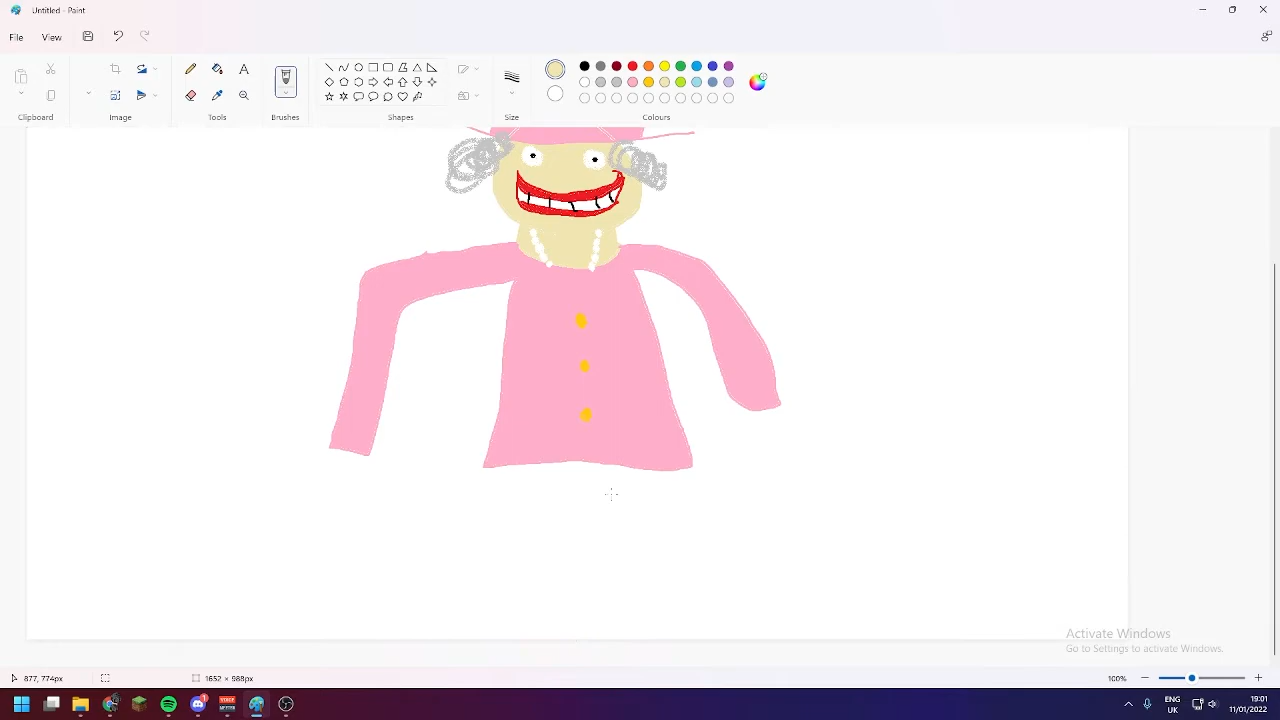 Untitled - Paint
File
View
Clipboard
Image
Tools
Brushes
Shapes
Size
Colours
Activate Windows
Go to Settings to activate Windows.
877, 774px
1652 × 888px
100%
ENG
UK
19:01
11/01/2022